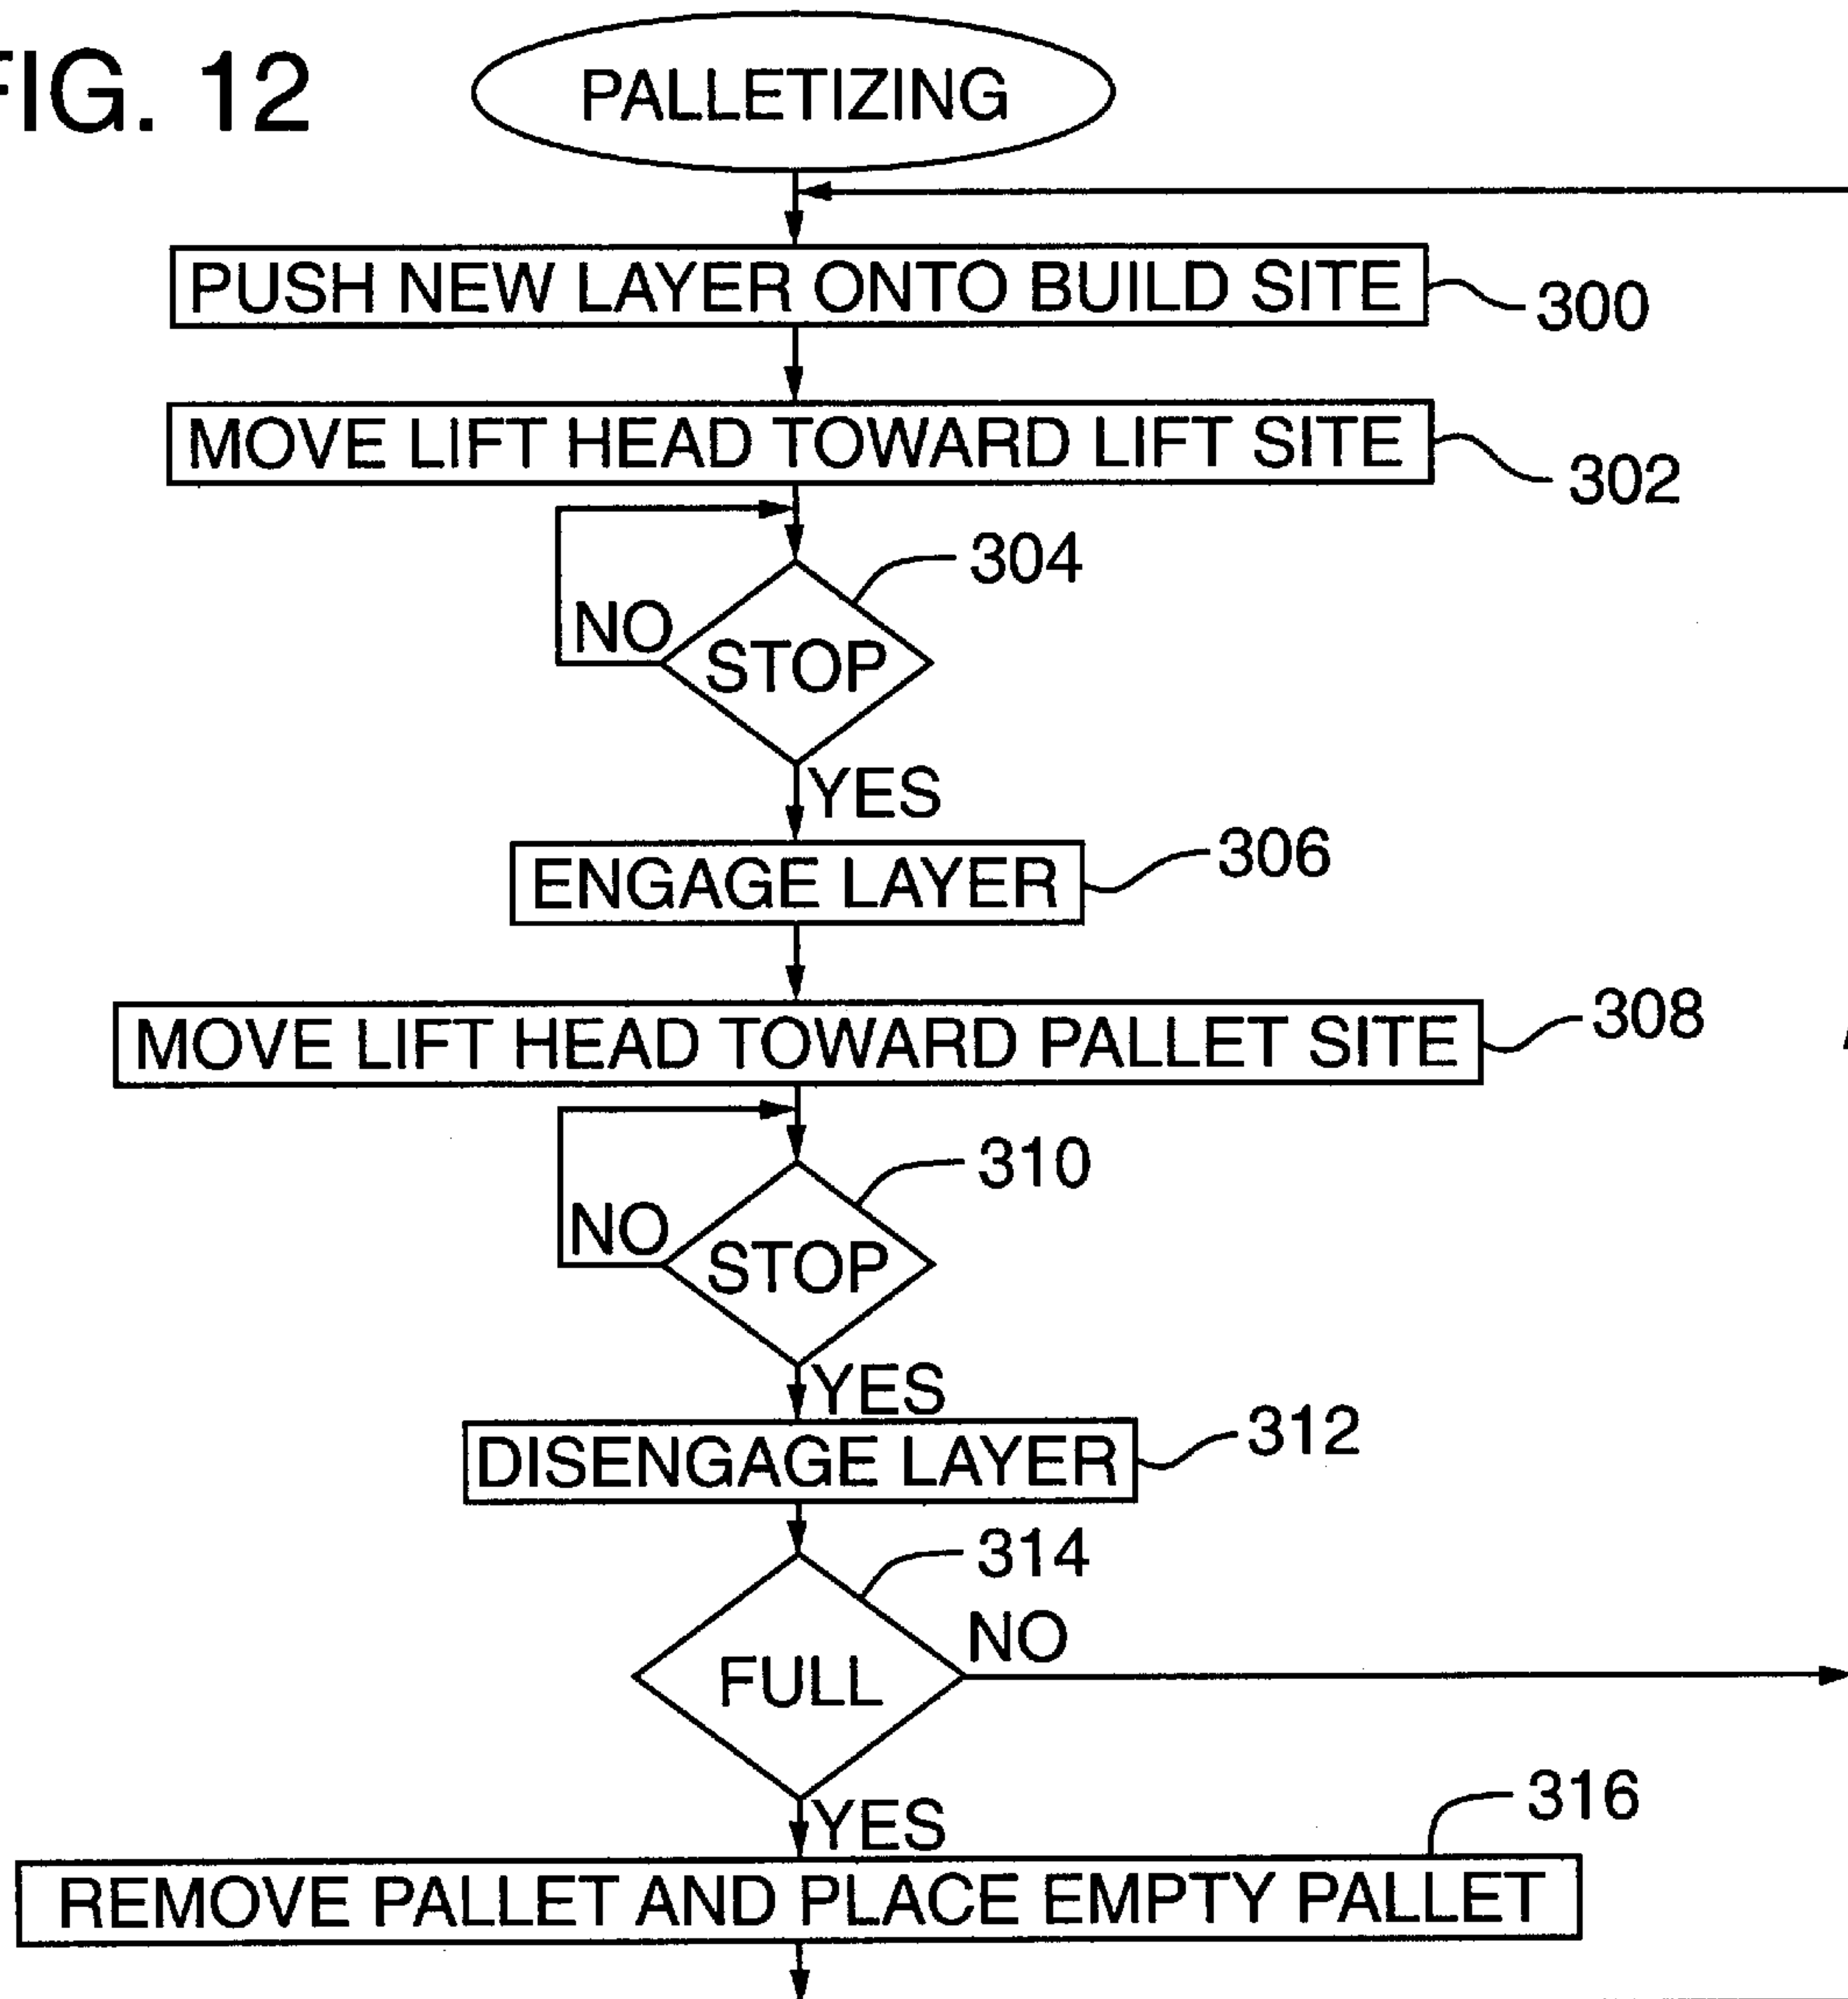 FIG. 12
PALLETIZING
PUSH NEW LAYER ONTO BUILD SITE
300
MOVE LIFT HEAD TOWARD LIFT SITE
302
304
NO
STOP
YES
ENGAGE LAYER
306
MOVE LIFT HEAD TOWARD PALLET SITE
308
310
NO
STOP
YES
DISENGAGE LAYER
312
314
NO
FULL
YES
316
REMOVE PALLET AND PLACE EMPTY PALLET